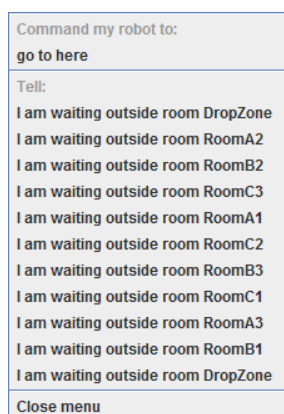 Command my robot to:
go to here
Tell:
I am waiting outside room DropZone
I am waiting outside room RoomA2
I am waiting outside room RoomB2
I am waiting outside room RoomC3
I am waiting outside room RoomA1
I am waiting outside room RoomC2
I am waiting outside room RoomB3
I am waiting outside room RoomC1
I am waiting outside room RoomA3
I am waiting outside room RoomB1
I am waiting outside room DropZone
Close menu